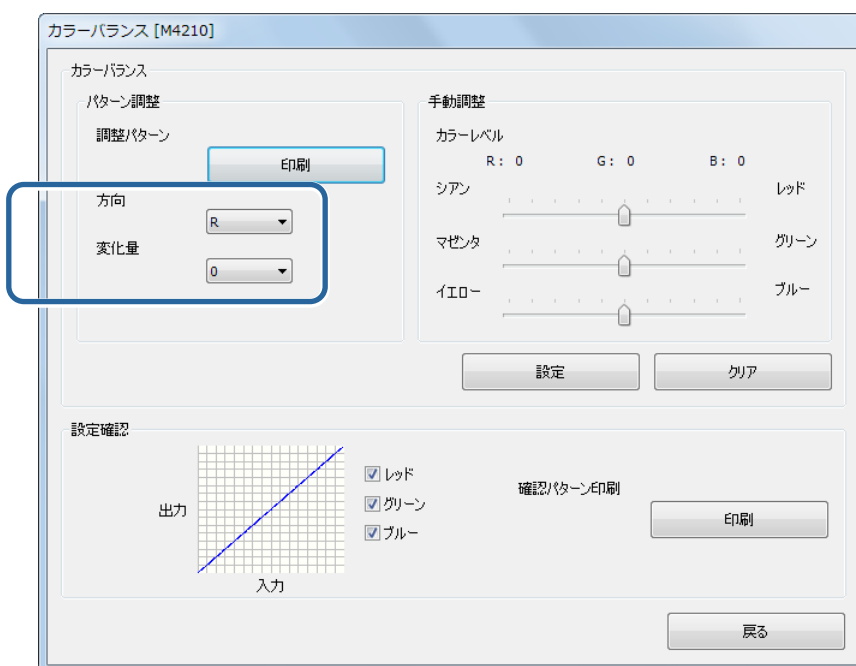 カラーバランス [M4210]
カラーバランス
パターン調整
調整パターン
印刷
方向
R
変化量
0
手動調整
カラーレベル
R: 0 G: 0 B: 0
シアン レッド
マゼンタ グリーン
イエロー ブルー
設定 クリア
設定確認
出力
入力
レッド
グリーン
ブルー
確認パターン印刷
印刷
戻る